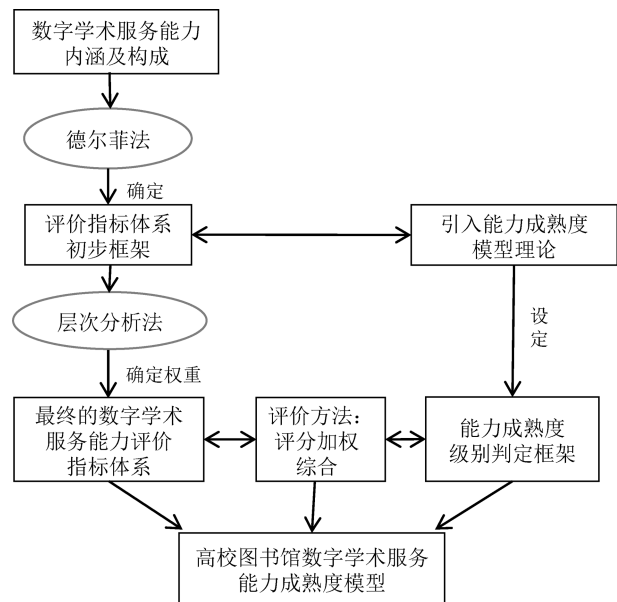 数字学术服务能力
内涵及构成
德尔菲法
确定
评价指标体系
初步框架
引入能力成熟度
模型理论
层次分析法
设
定
确定权重
最终的数字学术
服务能力评价
指标体系
评价方法：
评分加权
综合
能力成熟度
级别判定框架
高校图书馆数字学术服务
能力成熟度模型